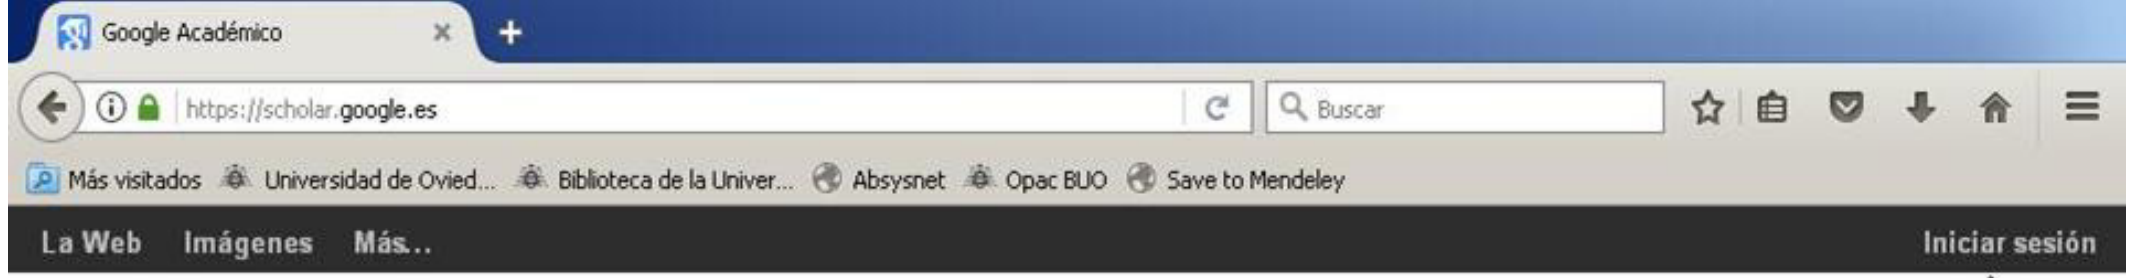 Google Académico
https://scholar.google.es
Buscar
Más visitados Universidad de Ovied... Biblioteca de la Univer... Absysnet Opac BUO Save to Mendeley
La Web Imágenes Más... Iniciar sesión